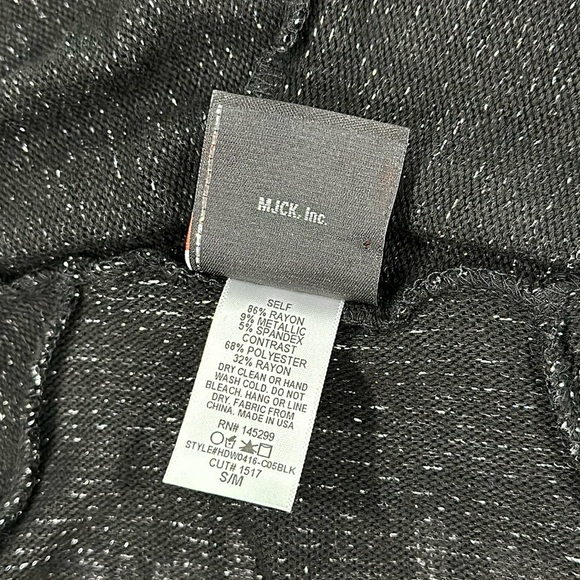 MJCK, Inc.
SELF
86% RAYON
9% METALLIC
5% SPANDEX
CONTRAST
68% POLYESTER
32% RAYON
DRY CLEAN OR HAND
WASH COLD. DO NOT
BLEACH. HANG OR LINE
DRY. FABRIC FROM
CHINA. MADE IN USA
RN# 145299
STYLE#HDW0416-C05BLK
CUT# 1517
S/M